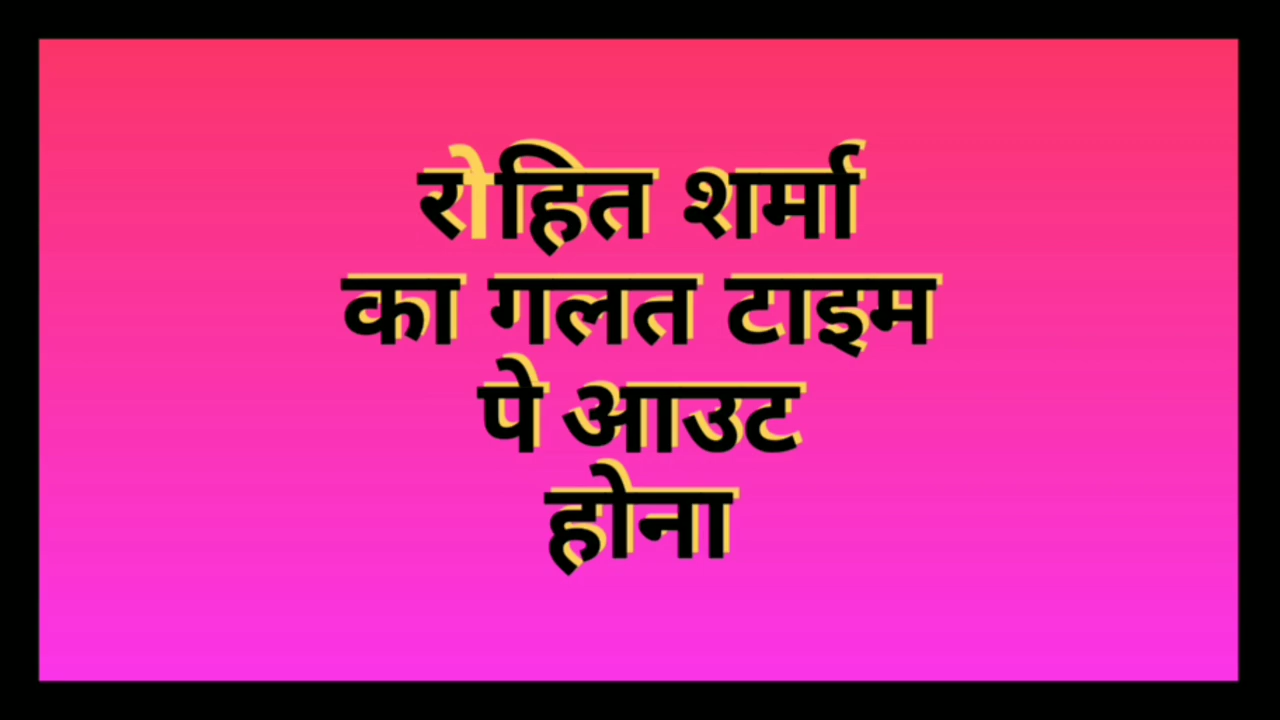 रोहित शर्मा
का गलत टाइम
पे आउट
होना